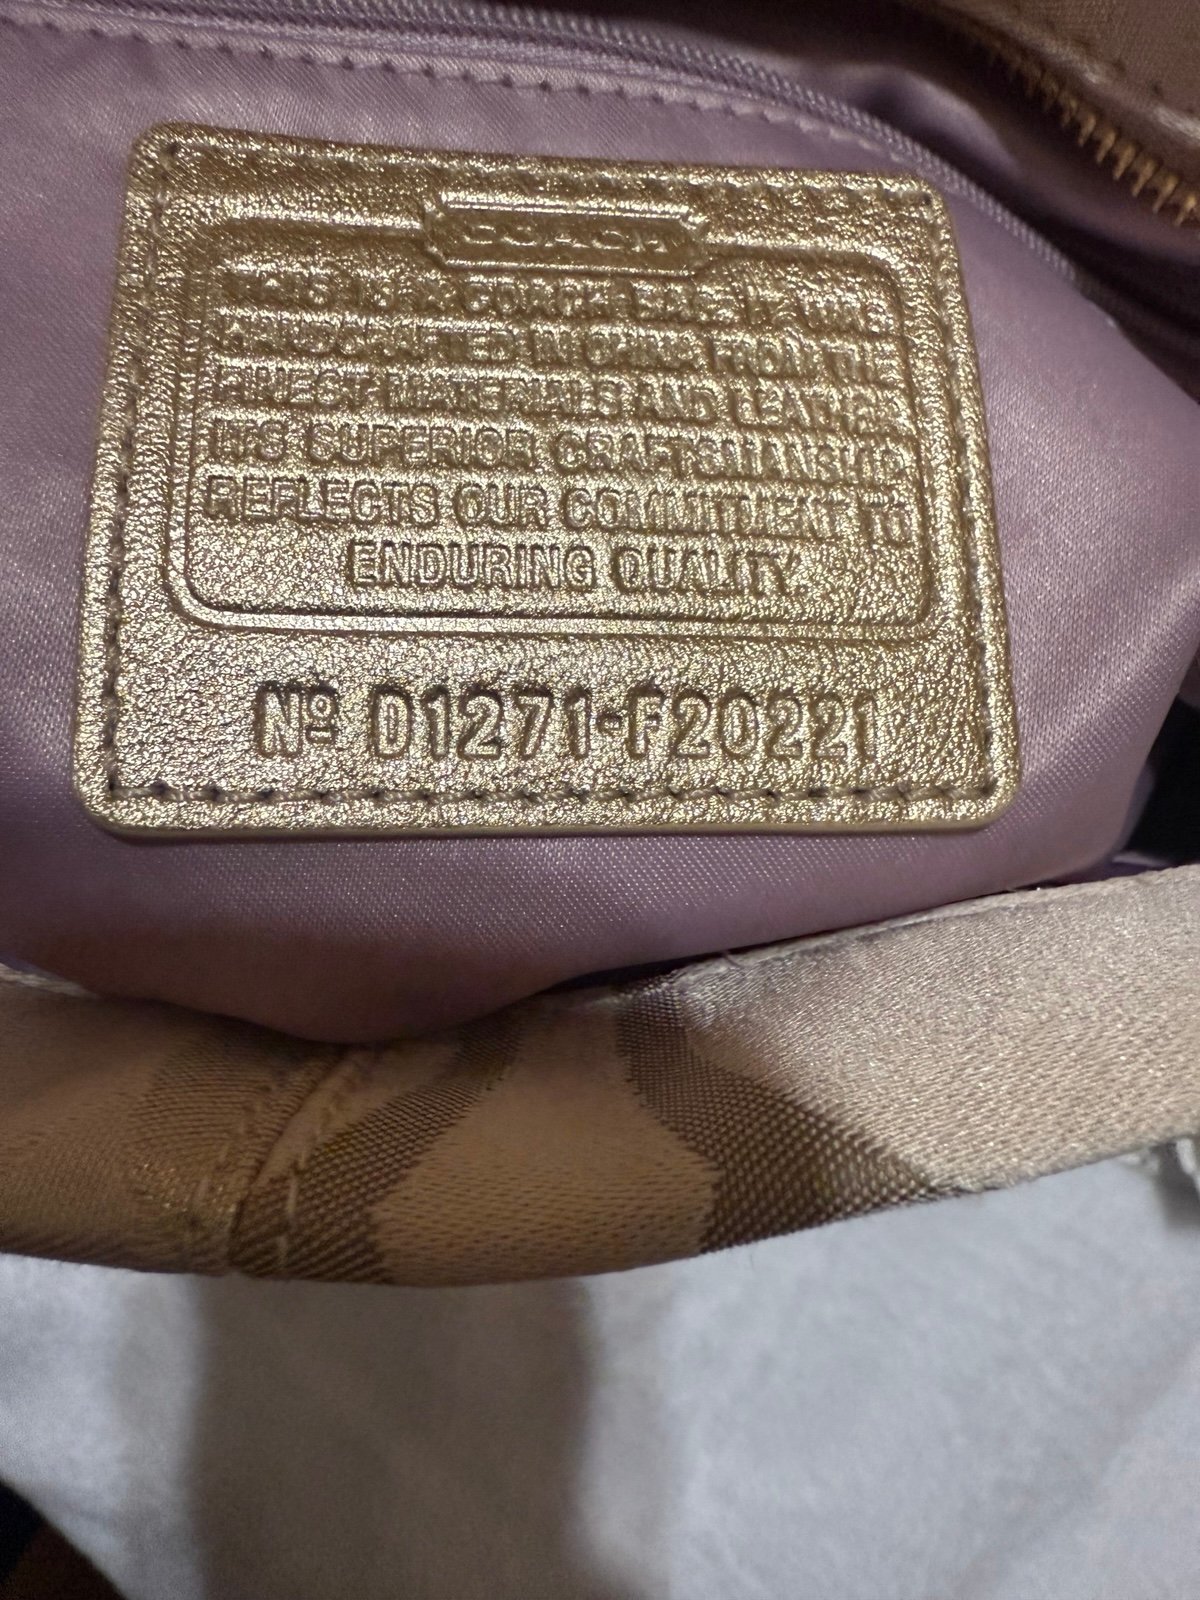 COACH
THIS IS A COACH BAG. IT WAS
HANDCRAFTED IN CHINA FROM THE
FINEST MATERIALS AND LEATHER.
ITS SUPERIOR CRAFTSMANSHIP
REFLECTS OUR COMMITMENT TO
ENDURING QUALITY.
Nº D1271-F20221